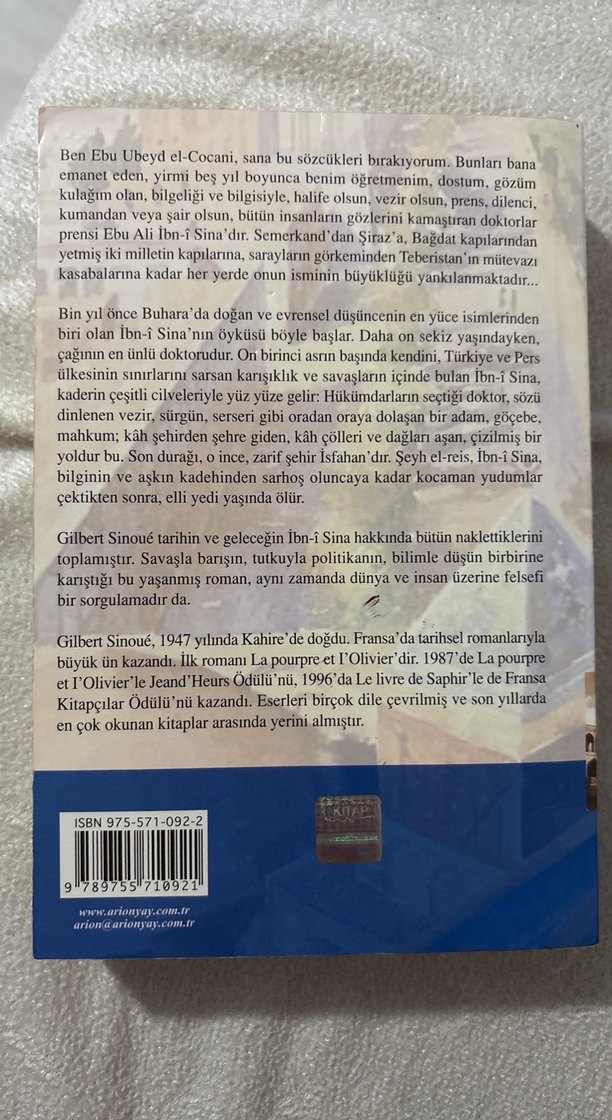 Ben Ebu Ubeyd el-Cocani, sana bu sözcükleri bırakıyorum. Bunları bana
emanet eden, yirmi beş yıl boyunca benim öğretmenim, dostum, gözüm
kulağım olan, bilgeliği ve bilgisiyle, halife olsun, vezir olsun, prens, dilenci,
kumandan veya şair olsun, bütün insanların gözlerini kamaştıran doktorlar
prensi Ebu Ali İbn-î Sina'dır. Semerkand'dan Şiraz'a, Bağdat kapılarından
yetmiş iki milletin kapılarına, sarayların görkeminden Teberistan'ın mütevazı
kasabalarına kadar her yerde onun isminin büyüklüğü yankılanmaktadır...
Bin yıl önce Buhara'da doğan ve evrensel düşüncenin en yüce isimlerinden
biri olan İbn-î Sina'nın öyküsü böyle başlar. Daha on sekiz yaşındayken,
çağının en ünlü doktorudur. On birinci asrın başında kendini, Türkiye ve Pers
ülkesinin sınırlarını sarsan karışıklık ve savaşların içinde bulan İbn-î Sina,
kaderin çeşitli cilveleriyle yüz yüze gelir: Hükümdarların seçtiği doktor, sözü
dinlenen vezir, sürgün, serseri gibi oradan oraya dolaşan bir adam, göçebe,
mahkum; kâh şehirden şehre giden, kâh çölleri ve dağları aşan, çizilmiş bir
yoldur bu. Son durağı, o ince, zarif şehir İsfahan'dır. Şeyh el-reis, İbn-î Sina,
bilginin ve aşkın kadehinden sarhoş oluncaya kadar kocaman yudumlar
çektikten sonra, elli yedi yaşında ölür.
Gilbert Sinoué tarihin ve geleceğin İbn-î Sina hakkında bütün naklettiklerini
toplamıştır. Savaşla barışın, tutkuyla politikanın, bilimle düşün birbirine
karıştığı bu yaşanmış roman, aynı zamanda dünya ve insan üzerine felsefi
bir sorgulamadır da.
Gilbert Sinoué, 1947 yılında Kahire'de doğdu. Fransa'da tarihsel romanlarıyla
büyük ün kazandı. İlk romanı La pourpre et I'Olivier'dir. 1987'de La pourpre
et I'Olivier'le Jeand'Heurs Ödülü'nü, 1996'da Le livre de Saphir'le de Fransa
Kitapçılar Ödülü'nü kazandı. Eserleri birçok dile çevrilmiş ve son yıllarda
en çok okunan kitaplar arasında yerini almıştır.
ISBN 975-571-092-2
9 789755 710921
www.arionyay.com.tr
arion@arionyay.com.tr
KİTAP